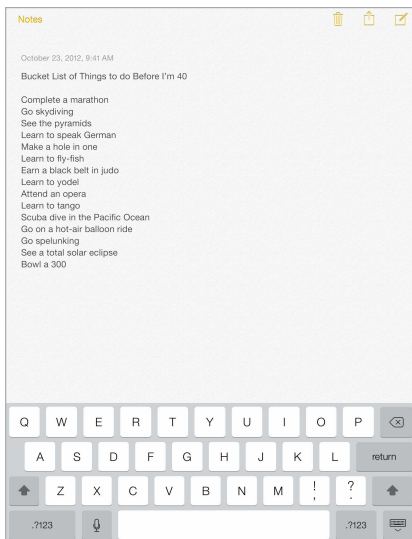 Notes
October 23, 2012, 9:41 AM
Bucket List of Things to do Before I'm 40
Complete a marathon
Go skydiving
See the pyramids
Learn to speak German
Make a hole in one
Learn to fly-fish
Earn a black belt in judo
Learn to yodel
Attend an opera
Learn to tango
Scuba dive in the Pacific Ocean
Go on a hot-air balloon ride
Go spelunking
See a total solar eclipse
Bowl a 300
Q W E R T Y U I O P
A S D F G H J K L return
Z X C V B N M ! , ? .
.?123 .?123